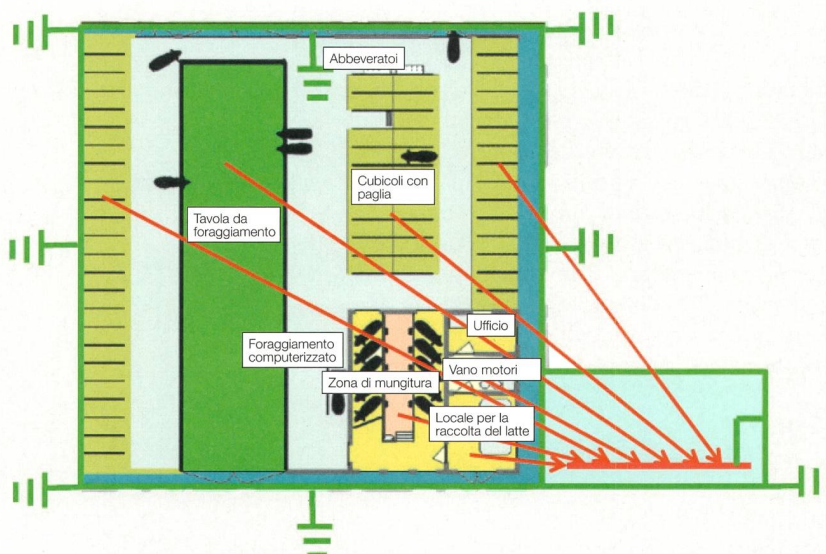 Abbeveratoi
Cubicoli con
paglia
Tavola da
foraggiamento
Ufficio
Foraggiamento
computerizzato
Vano motori
Zona di mungitura
Locale per la
raccolta del latte